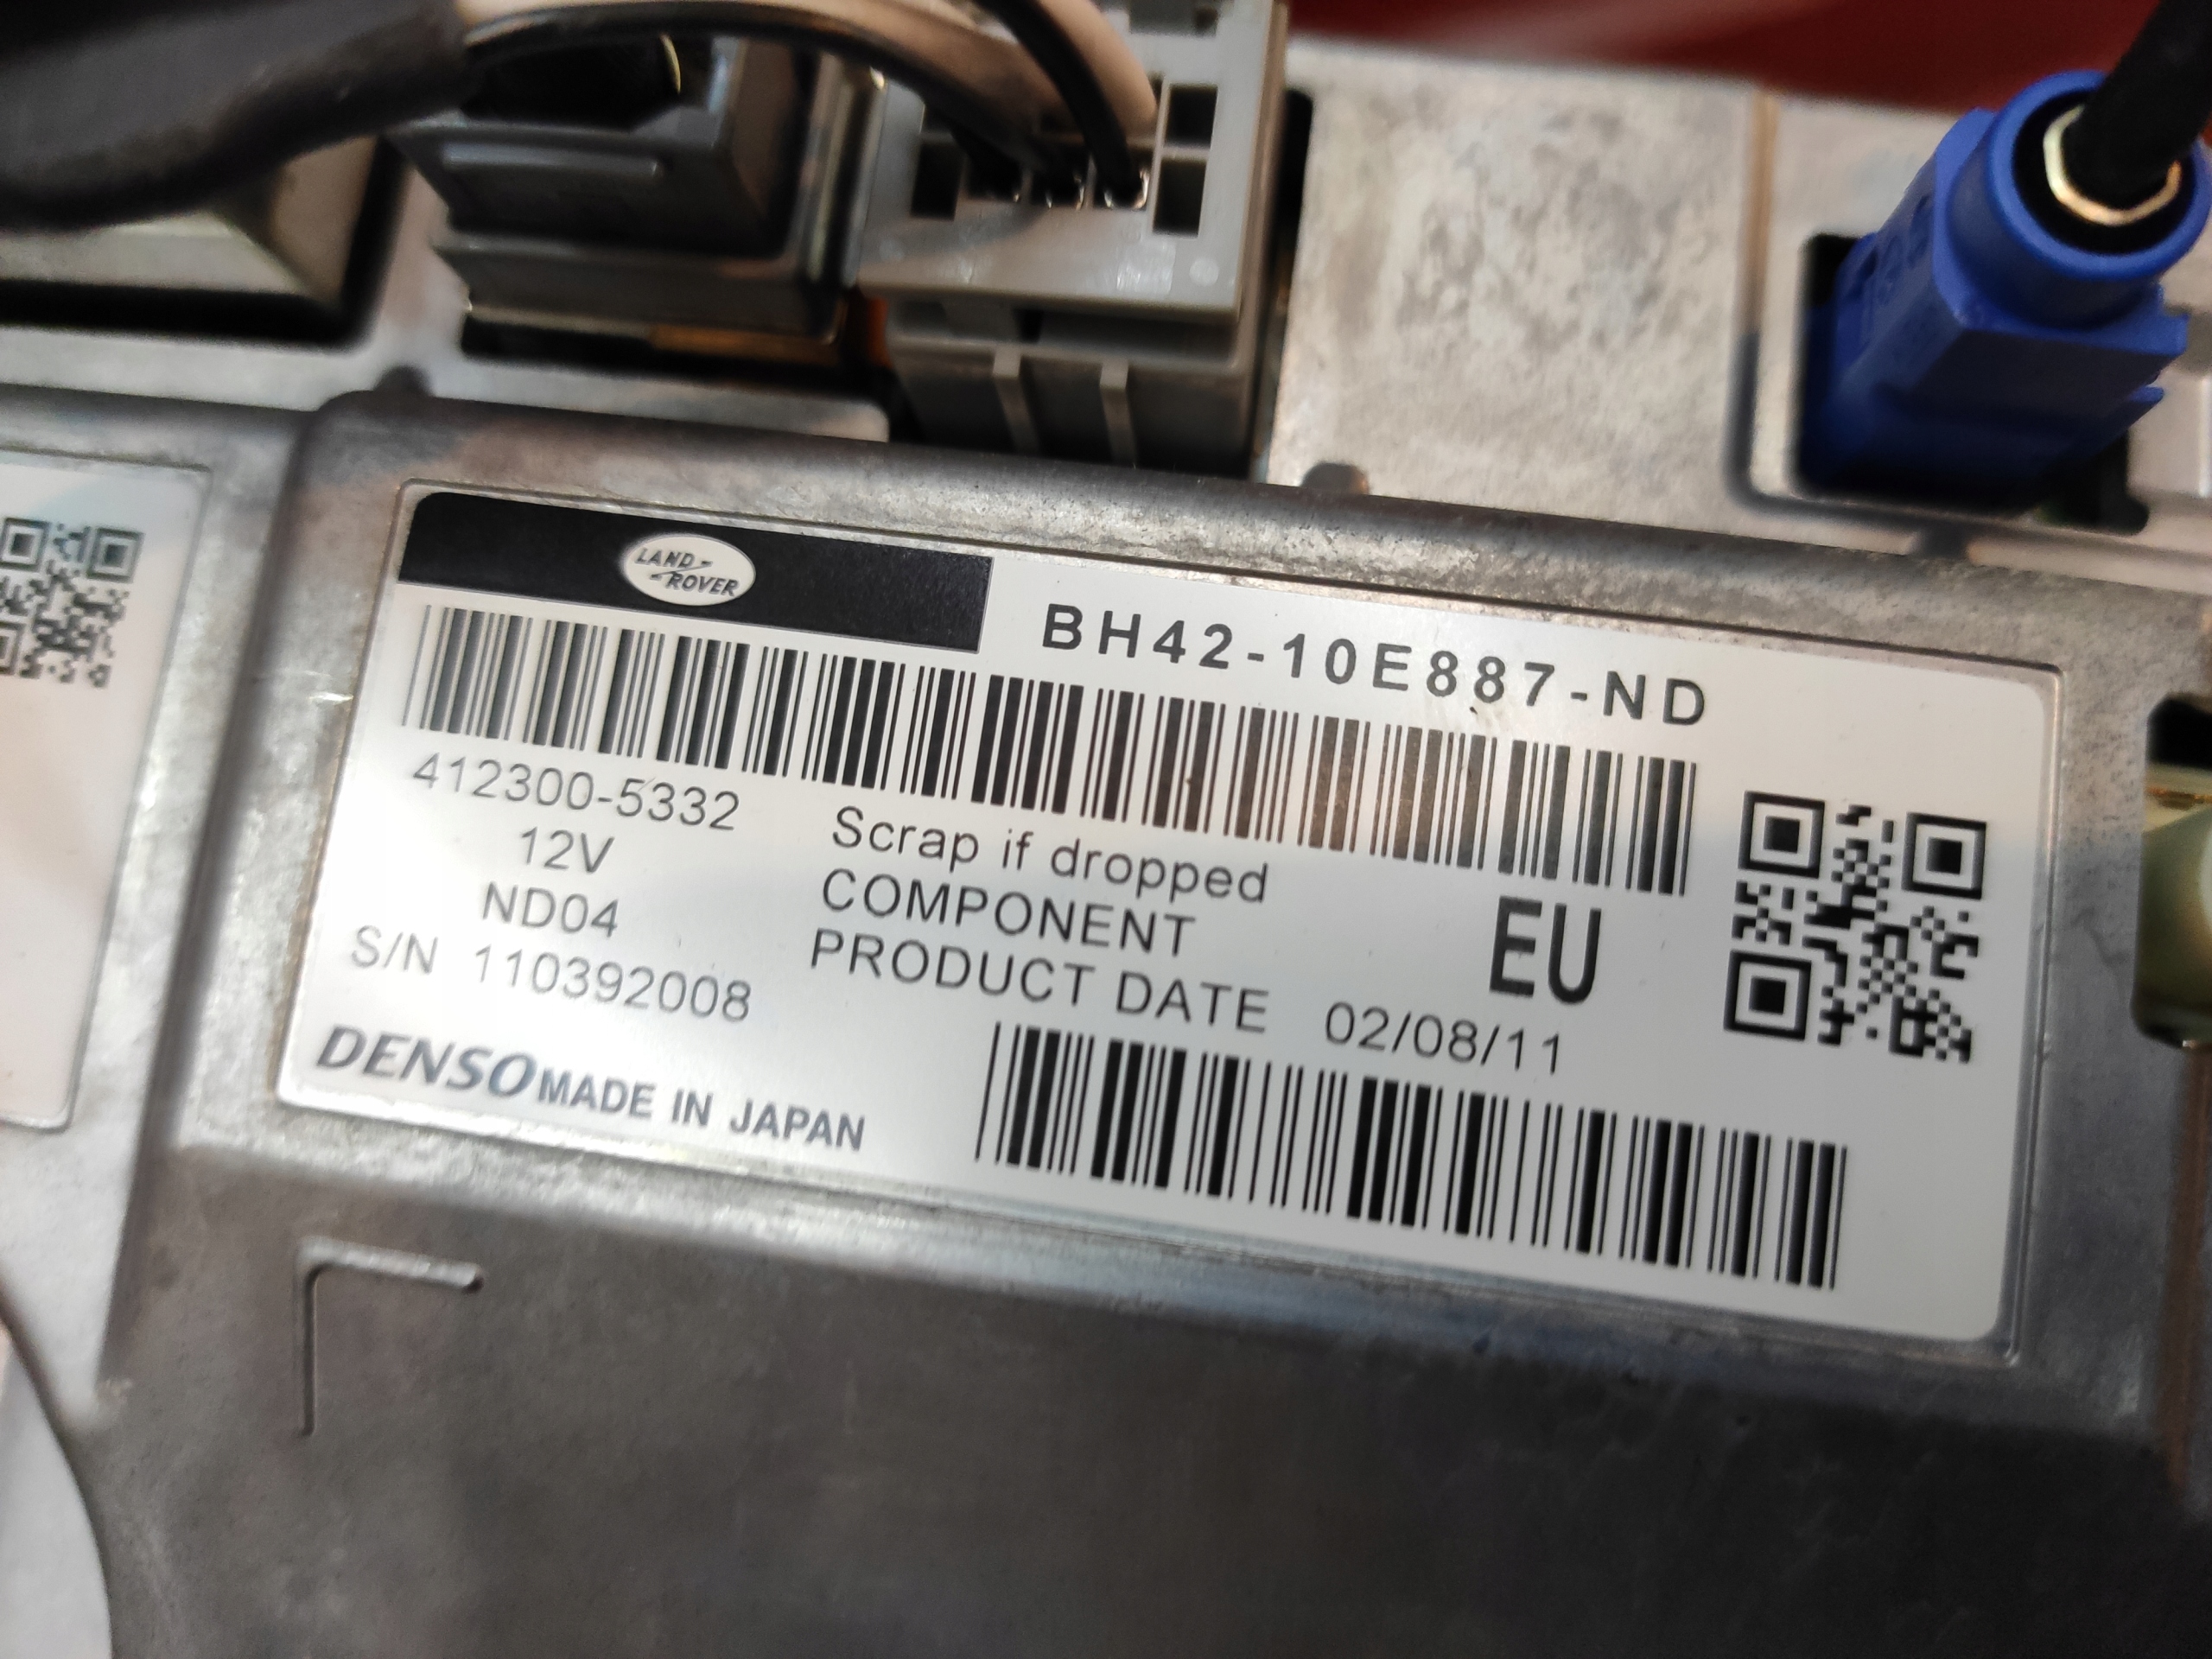 LAND-
-ROVER
BH42-10E887-ND
412300-5332
12V
ND04
S/N 110392008
Scrap if dropped
COMPONENT
PRODUCT DATE 02/08/11
EU
DENSO MADE IN JAPAN